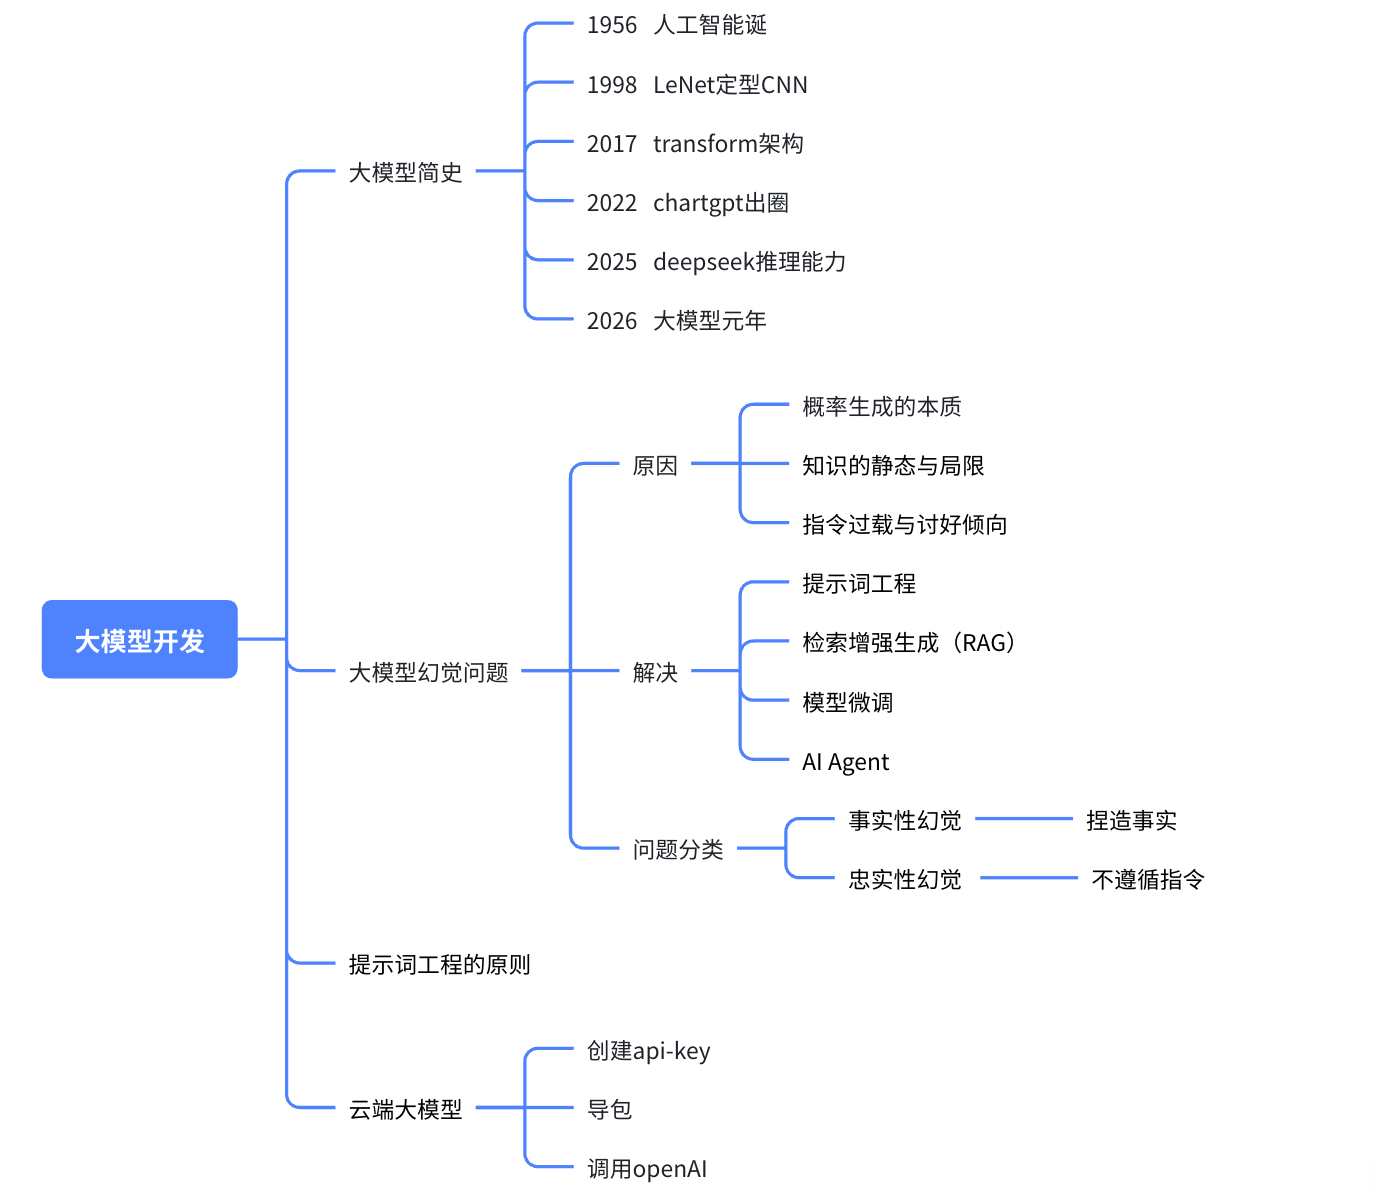 大模型开发
大模型简史
1956 人工智能诞
1998 LeNet定型CNN
2017 transform架构
2022 chartgpt出圈
2025 deepseek推理能力
2026 大模型元年
大模型幻觉问题
原因
概率生成的本质
知识的静态与局限
指令过载与讨好倾向
解决
提示词工程
检索增强生成（RAG）
模型微调
AI Agent
问题分类
事实性幻觉
捏造事实
忠实性幻觉
不遵循指令
提示词工程的原则
云端大模型
创建api-key
导包
调用openAI